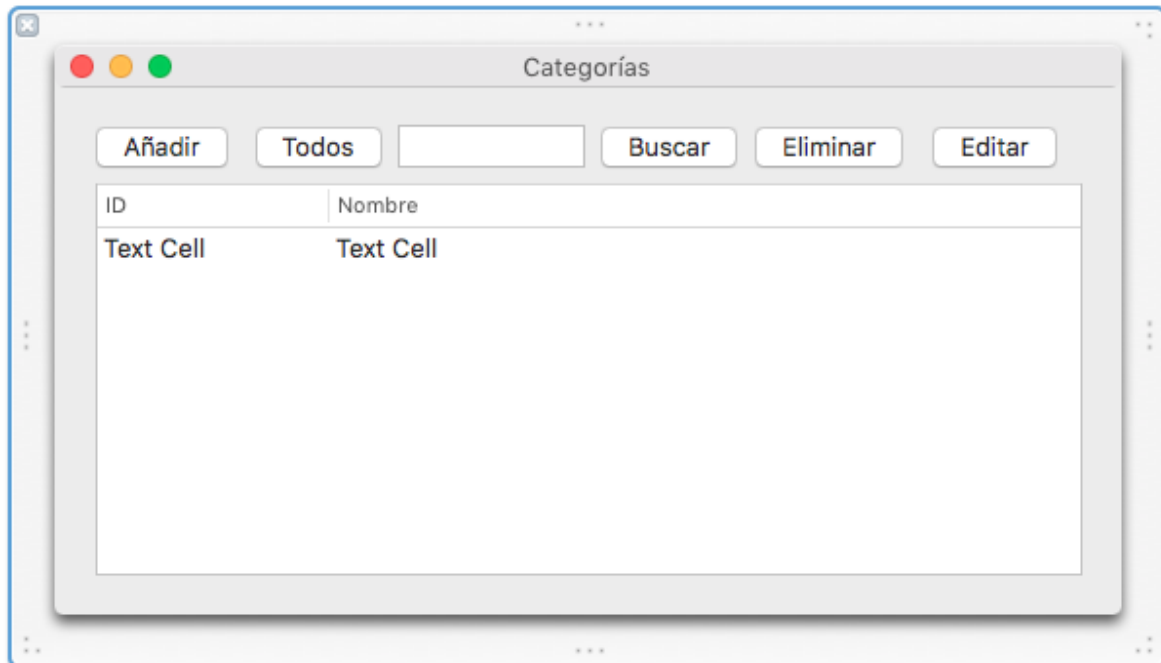 Categorías
Añadir Todos Buscar Eliminar Editar
ID Nombre
Text Cell Text Cell